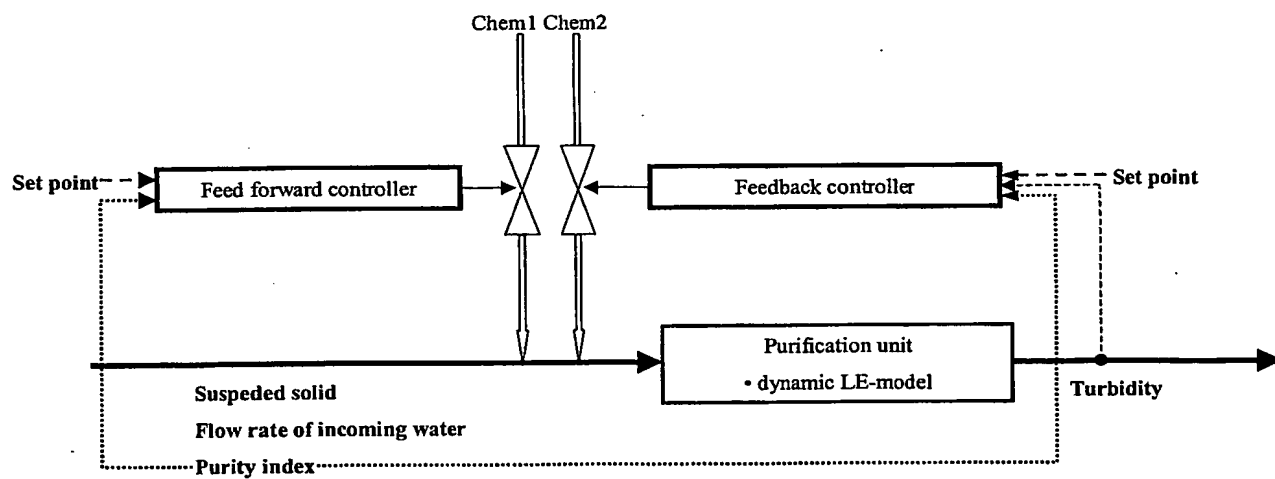 Chem1 Chem2
Set point
Feed forward controller
Feedback controller
Set point
Purification unit
• dynamic LE-model
Suspeded solid
Turbidity
Flow rate of incoming water
Purity index